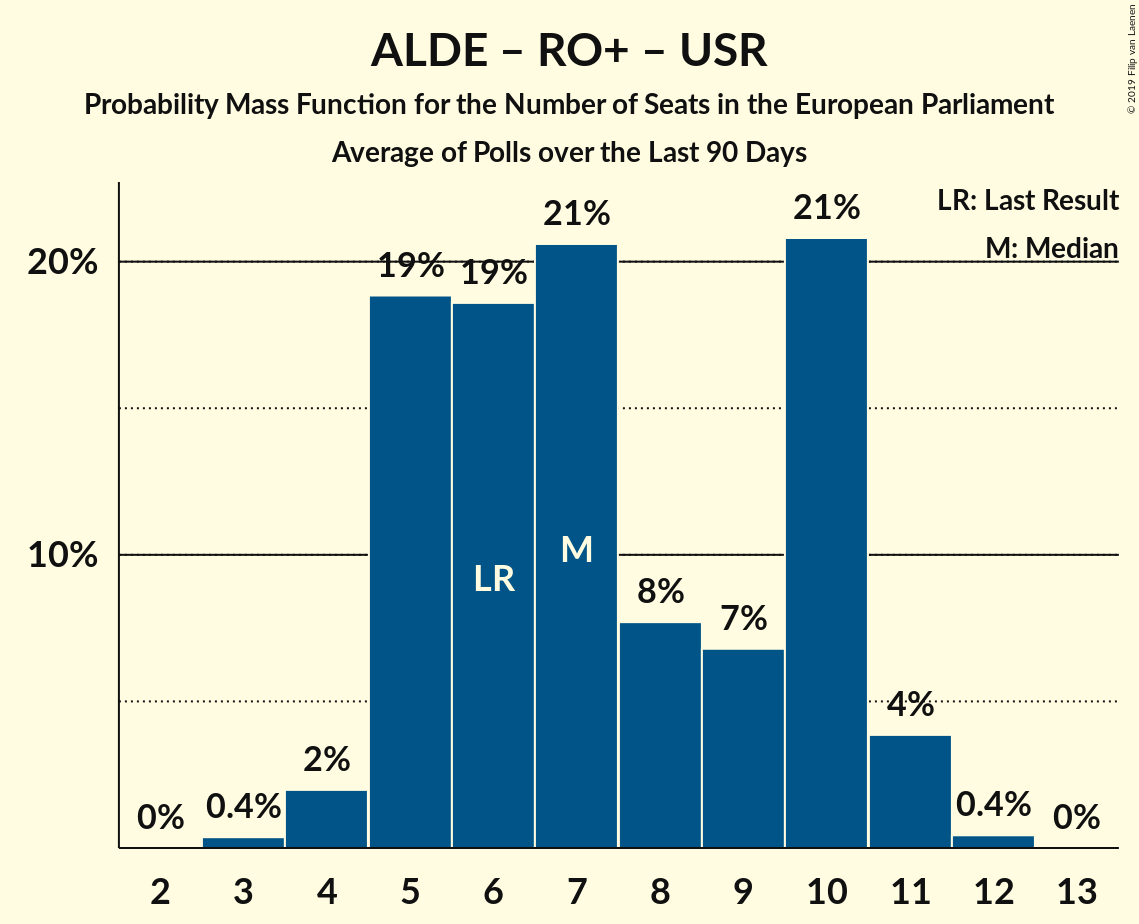 ALDE – RO+ – USR
Probability Mass Function for the Number of Seats in the European Parliament
Average of Polls over the Last 90 Days
© 2019 Filip van Laenen
LR: Last Result
M: Median
20%
10%
0%
0.4%
2%
19%
19%
21%
8%
7%
21%
4%
0.4%
0%
LR
M
2 3 4 5 6 7 8 9 10 11 12 13